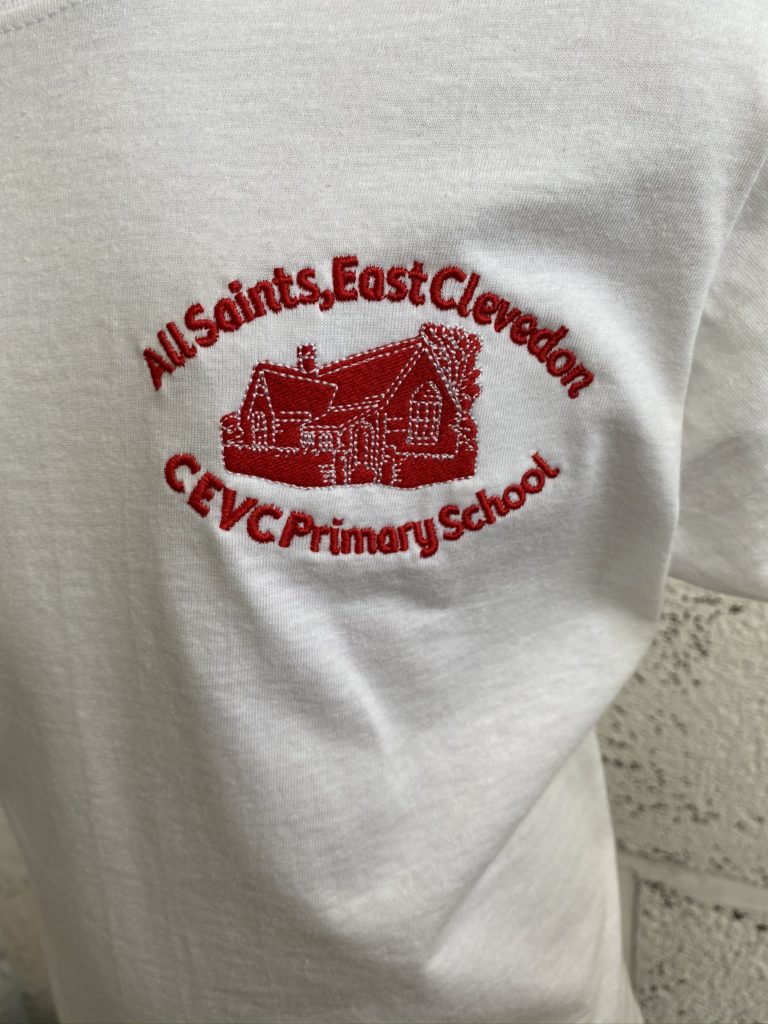 All Saints, East Clevedon
CEVC Primary School